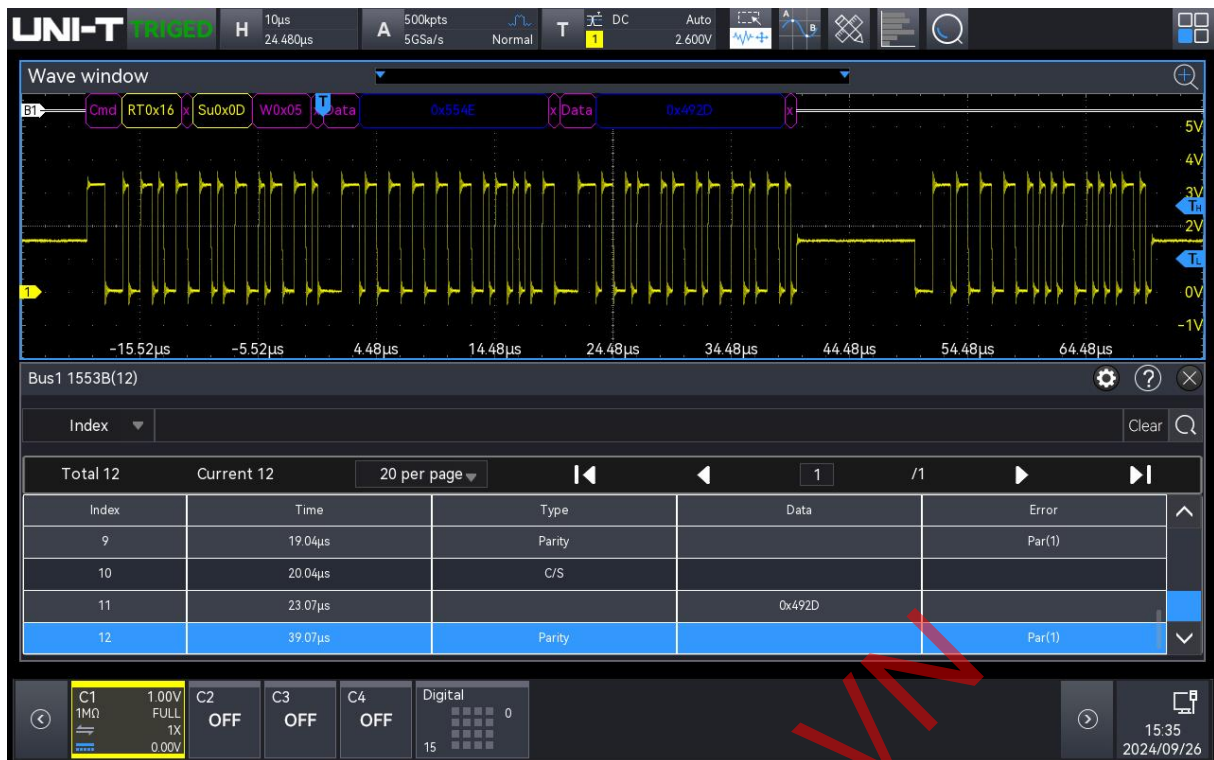 UNI-T TRIGED H 10μs 24.480μs A 500kpts 5GSa/s Normal T DC 1 Auto 2.600V A B
Wave window
B1 Cmd RT0x16 x Su0x0D W0x05 T Data 0x554E x Data 0x492D x
5V
4V
3V
TH
2V
TL
1 0V
-1V
-15.52μs -5.52μs 4.48μs 14.48μs 24.48μs 34.48μs 44.48μs 54.48μs 64.48μs
Bus1 1553B(12)
Index Clear
Total 12 Current 12 20 per page 1 /1
Index Time Type Data Error
9 19.04μs Parity Par(1)
10 20.04μs C/S
11 23.07μs 0x492D
12 39.07μs Parity Par(1)
C1 1.00V C2 C3 C4 Digital
1MΩ FULL OFF OFF OFF 0
1X
0.00V 15
15:35
2024/09/26
VN